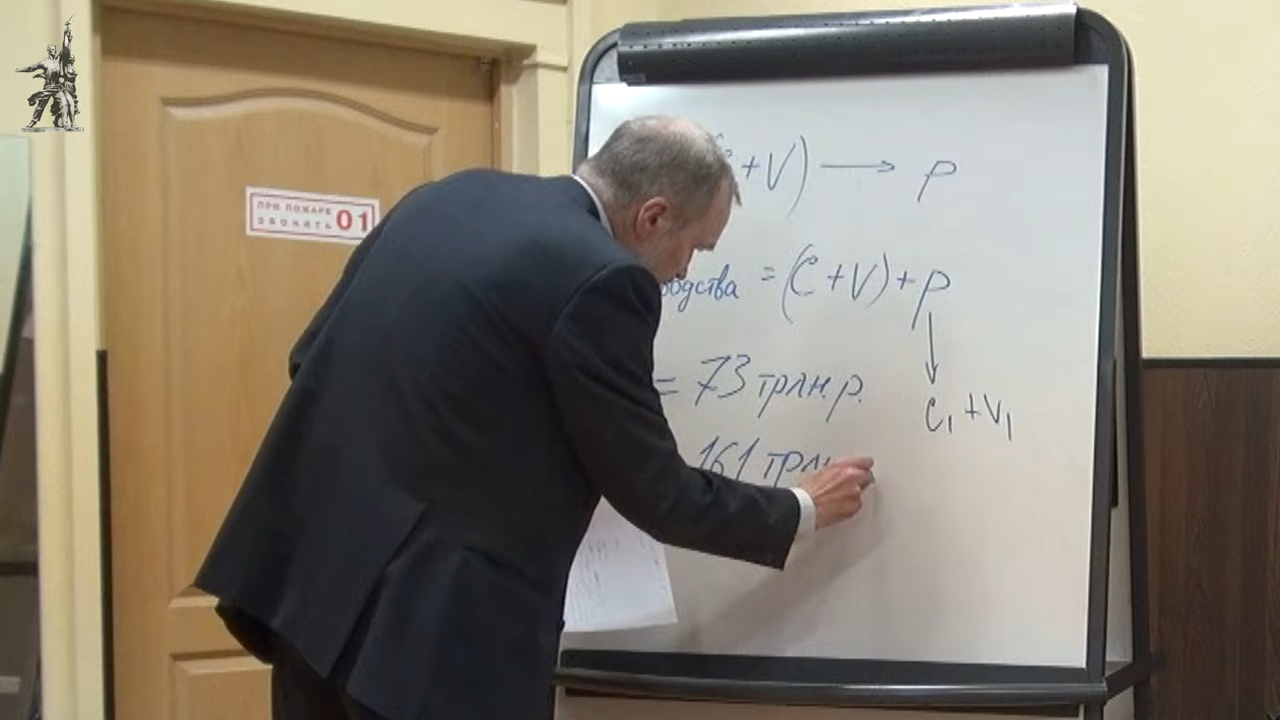 ПРИ ПОЖАРЕ
ЗВОНИТЬ 01
+V) → p
= (C+V)+p
↓
= 73 трлн.р.
C₁+V₁
161 трлн